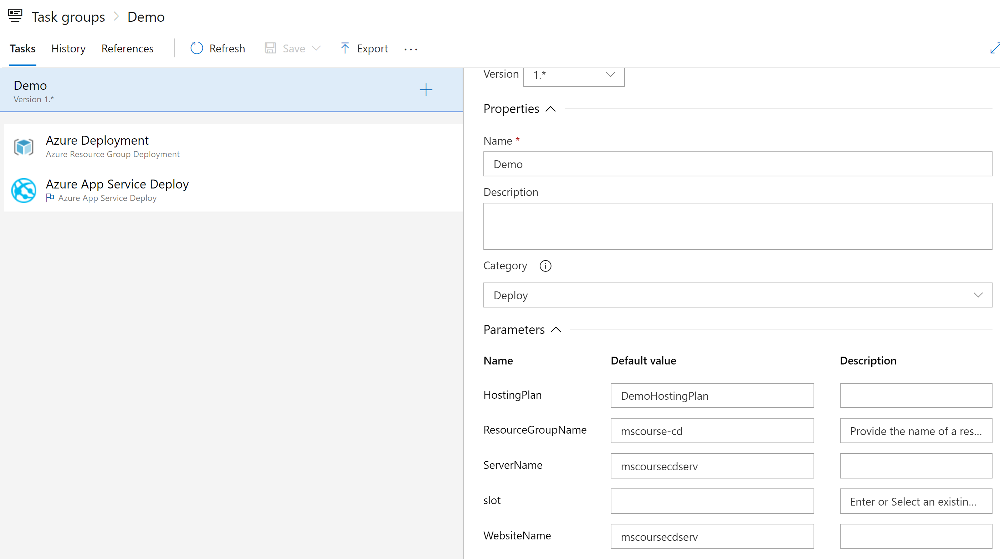 Task groups > Demo
Tasks History References Refresh Save Export ...
Demo
Version 1.*
Azure Deployment
Azure Resource Group Deployment
Azure App Service Deploy
Azure App Service Deploy
Version 1.*
Properties
Name *
Demo
Description
Category
Deploy
Parameters
Name Default value Description
HostingPlan DemoHostingPlan
ResourceGroupName mscourse-cd Provide the name of a res...
ServerName mscoursecdserv
slot Enter or Select an existin...
WebsiteName mscoursecdserv